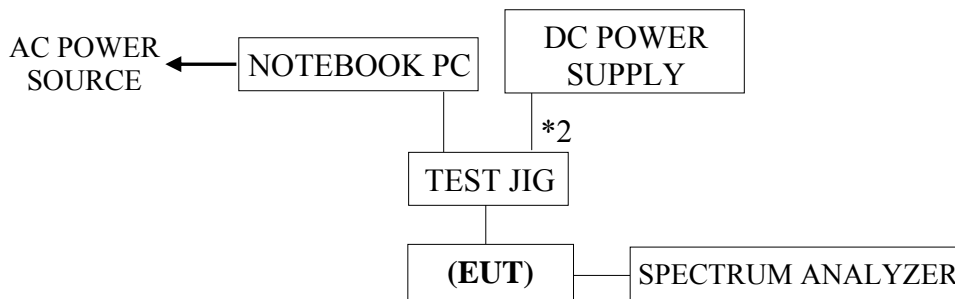 AC POWER
SOURCE
NOTEBOOK PC
DC POWER
SUPPLY
*2
TEST JIG
(EUT)
SPECTRUM ANALYZER